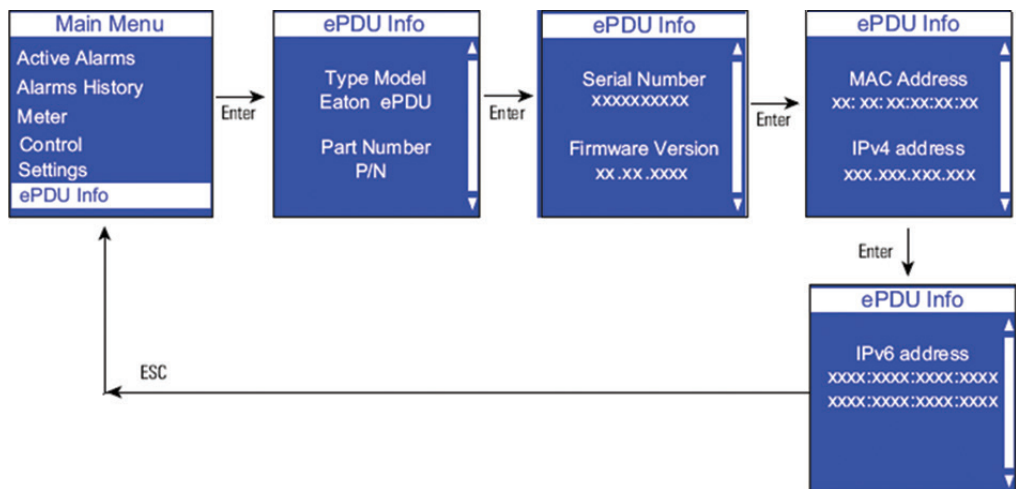 Main Menu
Active Alarms
Alarms History
Meter
Control
Settings
ePDU Info
Enter
ePDU Info
Type Model
Eaton ePDU
Part Number
P/N
Enter
ePDU Info
Serial Number
xxxxxxxxxx
Firmware Version
xx.xx.xxxx
Enter
ePDU Info
MAC Address
xx: xx: xx:xx:xx:xx
IPv4 address
xxx.xxx.xxx.xxx
Enter
ePDU Info
IPv6 address
xxxx:xxxx:xxxx:xxxx
xxxx:xxxx:xxxx:xxxx
ESC